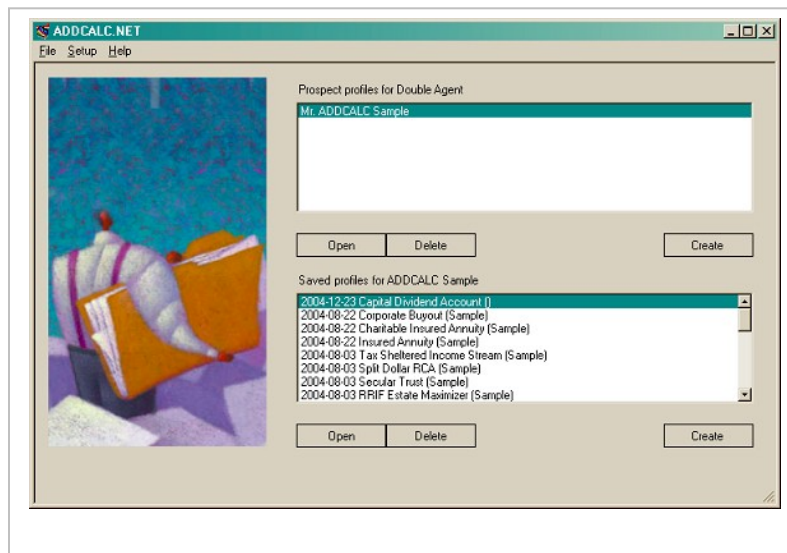 ADDCALC.NET
File Setup Help
Prospect profiles for Double Agent
Mr. ADDCALC Sample
Open Delete Create
Saved profiles for ADDCALC Sample
2004-12-23 Capital Dividend Account ()
2004-08-22 Corporate Buyout (Sample)
2004-08-22 Charitable Insured Annuity (Sample)
2004-08-22 Insured Annuity (Sample)
2004-08-03 Tax Sheltered Income Stream (Sample)
2004-08-03 Split Dollar RCA (Sample)
2004-08-03 Secular Trust (Sample)
2004-08-03 RRIF Estate Maximizer (Sample)
Open Delete Create